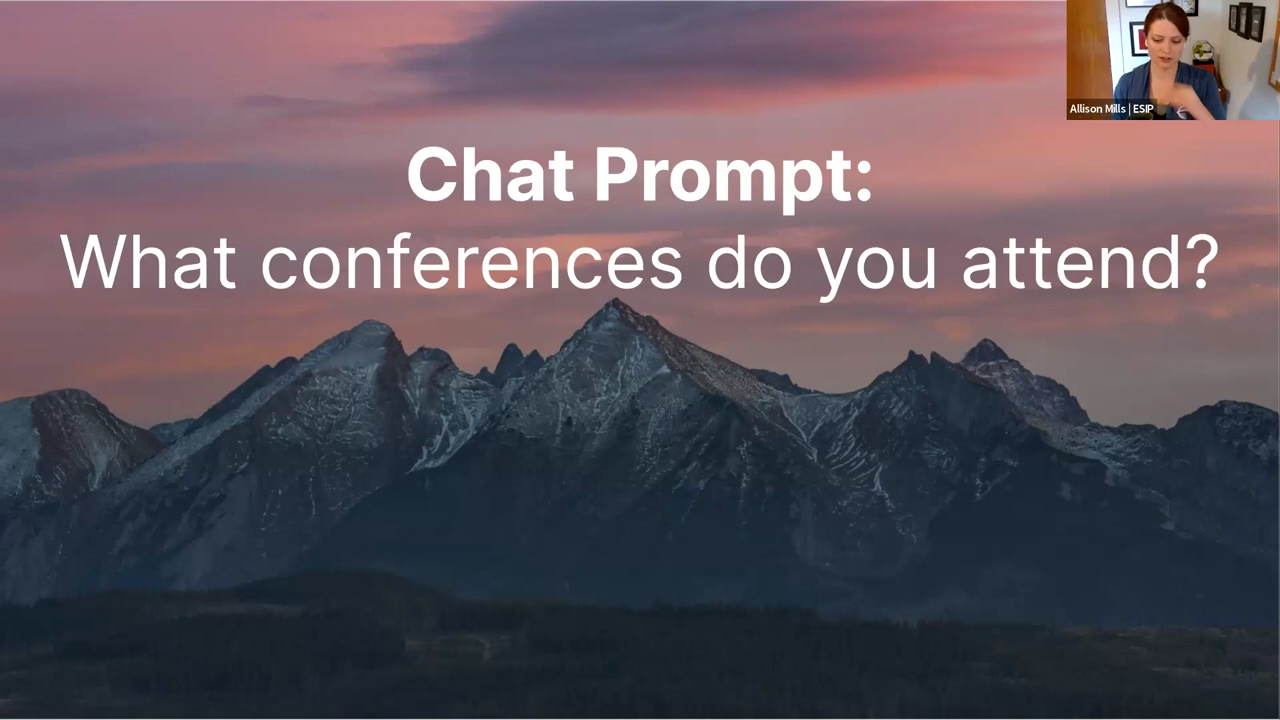 Allison Mills | ESIP
Chat Prompt:
What conferences do you attend?